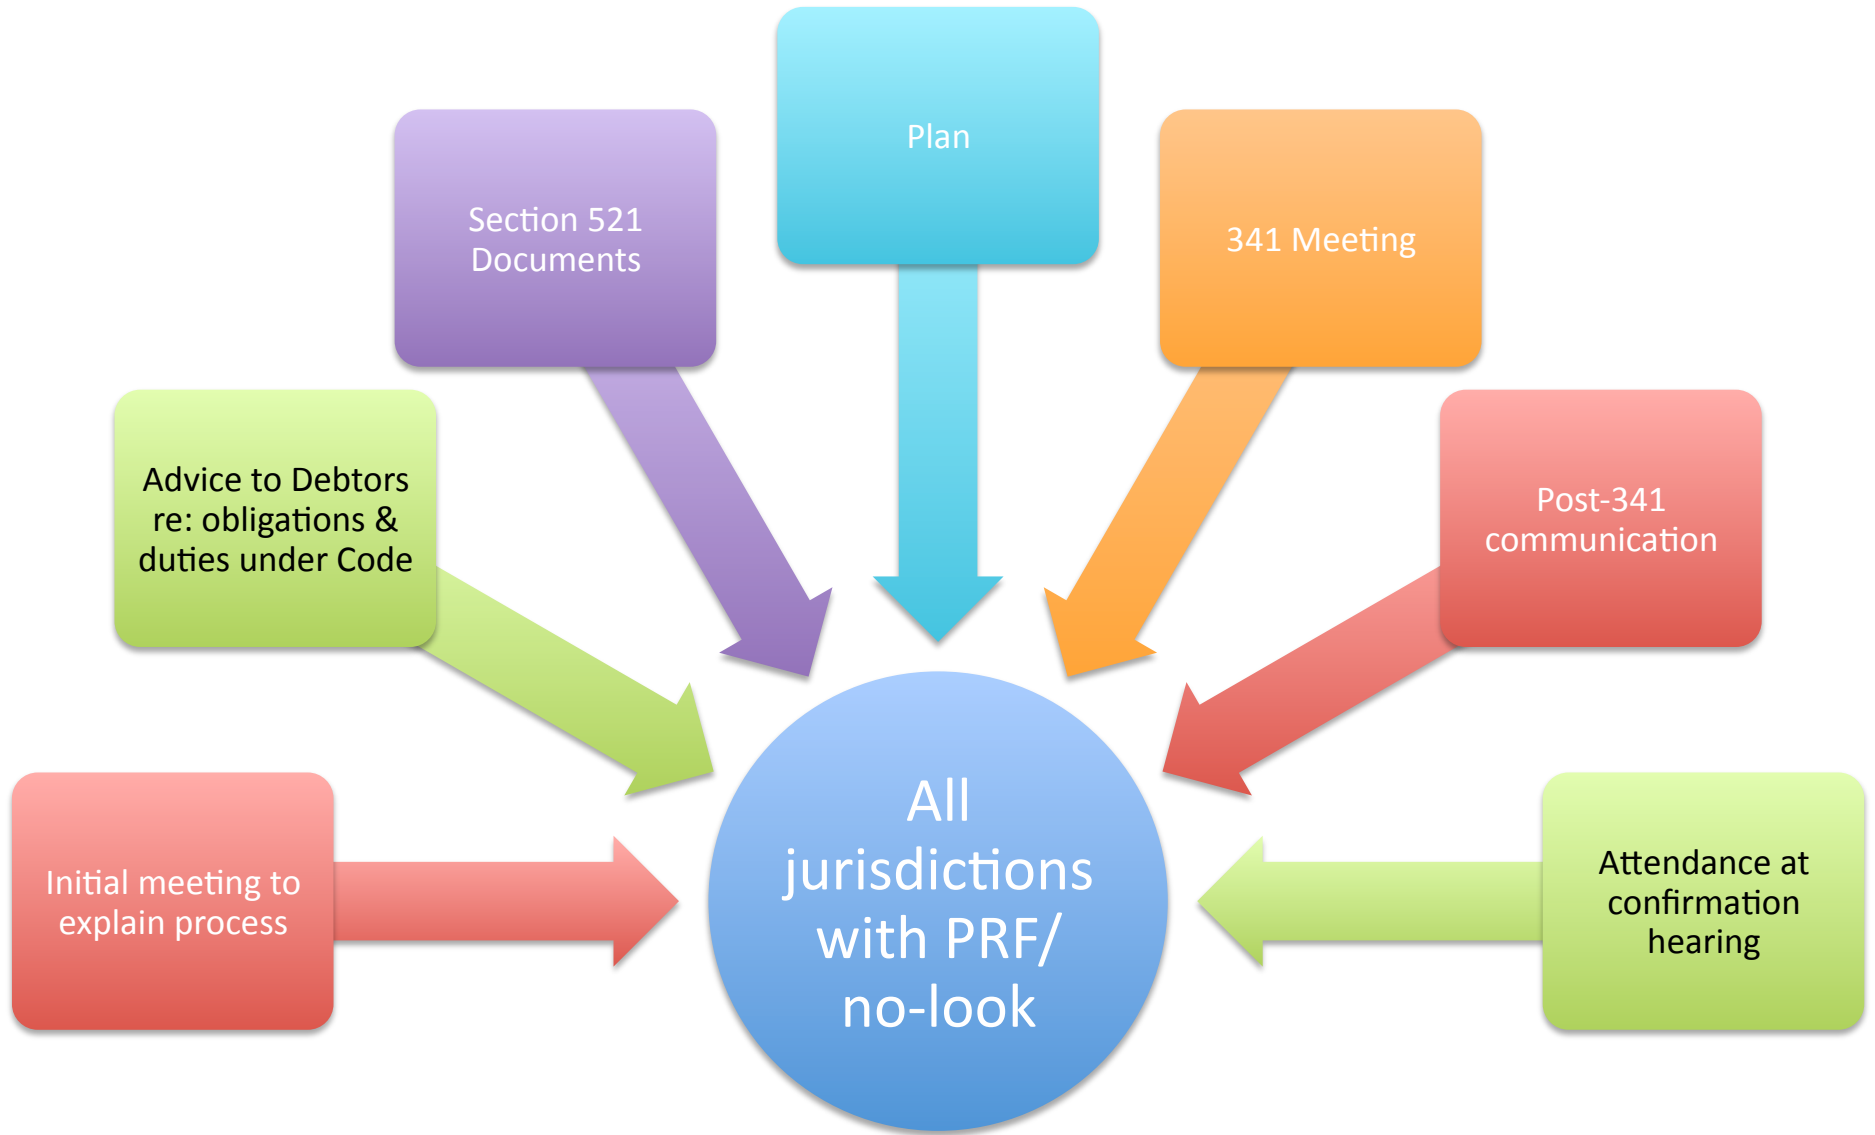 Plan
Section 521
Documents
341 Meeting
Advice to Debtors
re: obligations &
duties under Code
Post-341
communication
Initial meeting to
explain process
All
jurisdictions
with PRF/
no-look
Attendance at
confirmation
hearing